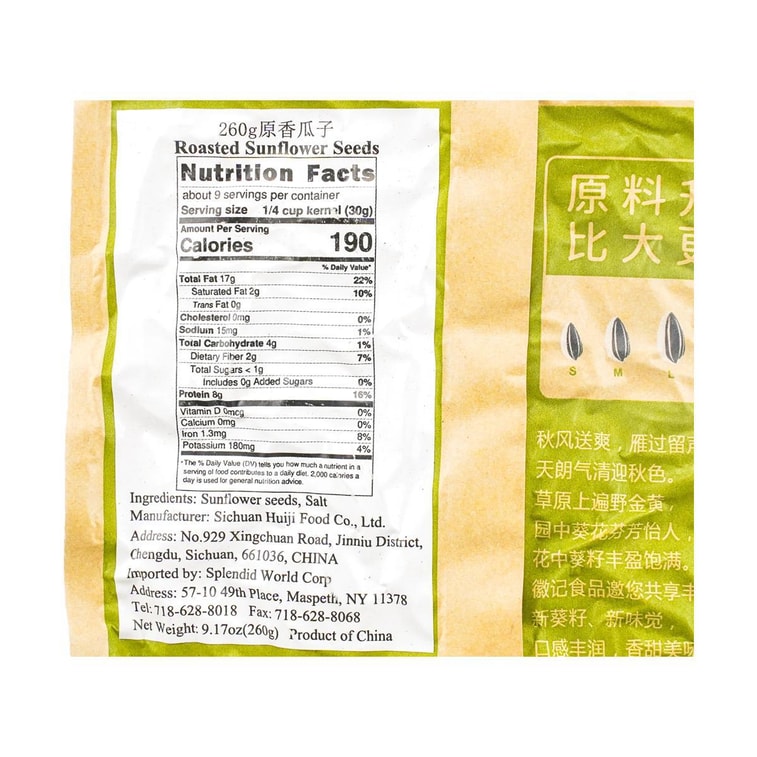 260g原香瓜子
Roasted Sunflower Seeds
Nutrition Facts
about 9 servings per container
Serving size 1/4 cup kernel (30g)
Amount Per Serving
Calories 190
% Daily Value*
Total Fat 17g 22%
Saturated Fat 2g 10%
Trans Fat 0g
Cholesterol 0mg 0%
Sodium 15mg 1%
Total Carbohydrate 4g 1%
Dietary Fiber 2g 7%
Total Sugars < 1g
Includes 0g Added Sugars 0%
Protein 8g 16%
Vitamin D 0mcg 0%
Calcium 0mg 0%
Iron 1.3mg 8%
Potassium 180mg 4%
*The % Daily Value (DV) tells you how much a nutrient in a
serving of food contributes to a daily diet. 2,000 calories a
day is used for general nutrition advice.
Ingredients: Sunflower seeds, Salt
Manufacturer: Sichuan Huiji Food Co., Ltd.
Address: No.929 Xingchuan Road, Jinniu District,
Chengdu, Sichuan, 661036, CHINA
Imported by: Splendid World Corp
Address: 57-10 49th Place, Maspeth, NY 11378
Tel:718-628-8018 Fax:718-628-8068
Net Weight: 9.17oz(260g) Product of China
原料
比大更
S M L
秋风送爽，雁过留声
天朗气清迎秋色。
草原上遍野金黄，
园中葵花芬芳怡人，
花中葵籽丰盈饱满。
徽记食品邀您共享丰
新葵籽、新味觉，
口感丰润，香甜美味